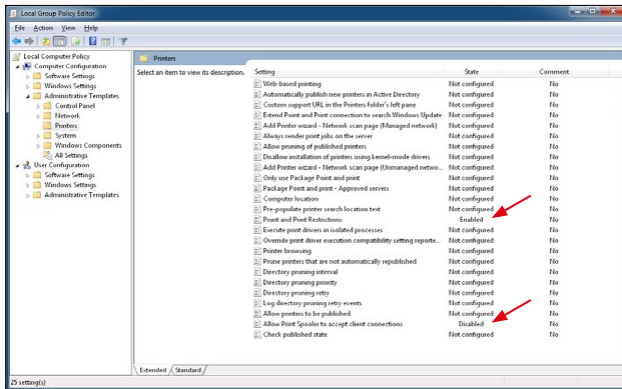 Local Group Policy Editor
File Action View Help
Local Computer Policy
Computer Configuration
Software Settings
Windows Settings
Administrative Templates
Control Panel
Network
Printers
System
Windows Components
All Settings
User Configuration
Software Settings
Windows Settings
Administrative Templates
Printers
Select an item to view its description.
Setting State Comment
Web-based printing Not configured No
Automatically publish new printers in Active Directory Not configured No
Custom support URL in the Printers folder's left pane Not configured No
Extend Point and Print connection to search Windows Update Not configured No
Add Printer wizard - Network scan page (Managed network) Not configured No
Always render print jobs on the server Not configured No
Allow pruning of published printers Not configured No
Disallow installation of printers using kernel-mode drivers Not configured No
Add Printer wizard - Network scan page (Unmanaged netwo... Not configured No
Only use Package Point and print Not configured No
Package Point and print - Approved servers Not configured No
Computer location Not configured No
Pre-populate printer search location text Not configured No
Point and Print Restrictions Enabled No
Execute print drivers in isolated processes Not configured No
Override print driver execution compatibility setting reporte... Not configured No
Printer browsing Not configured No
Prune printers that are not automatically republished Not configured No
Directory pruning interval Not configured No
Directory pruning priority Not configured No
Directory pruning retry Not configured No
Log directory pruning retry events Not configured No
Allow printers to be published Not configured No
Allow Print Spooler to accept client connections Disabled No
Check published state Not configured No
Extended Standard
25 setting(s)